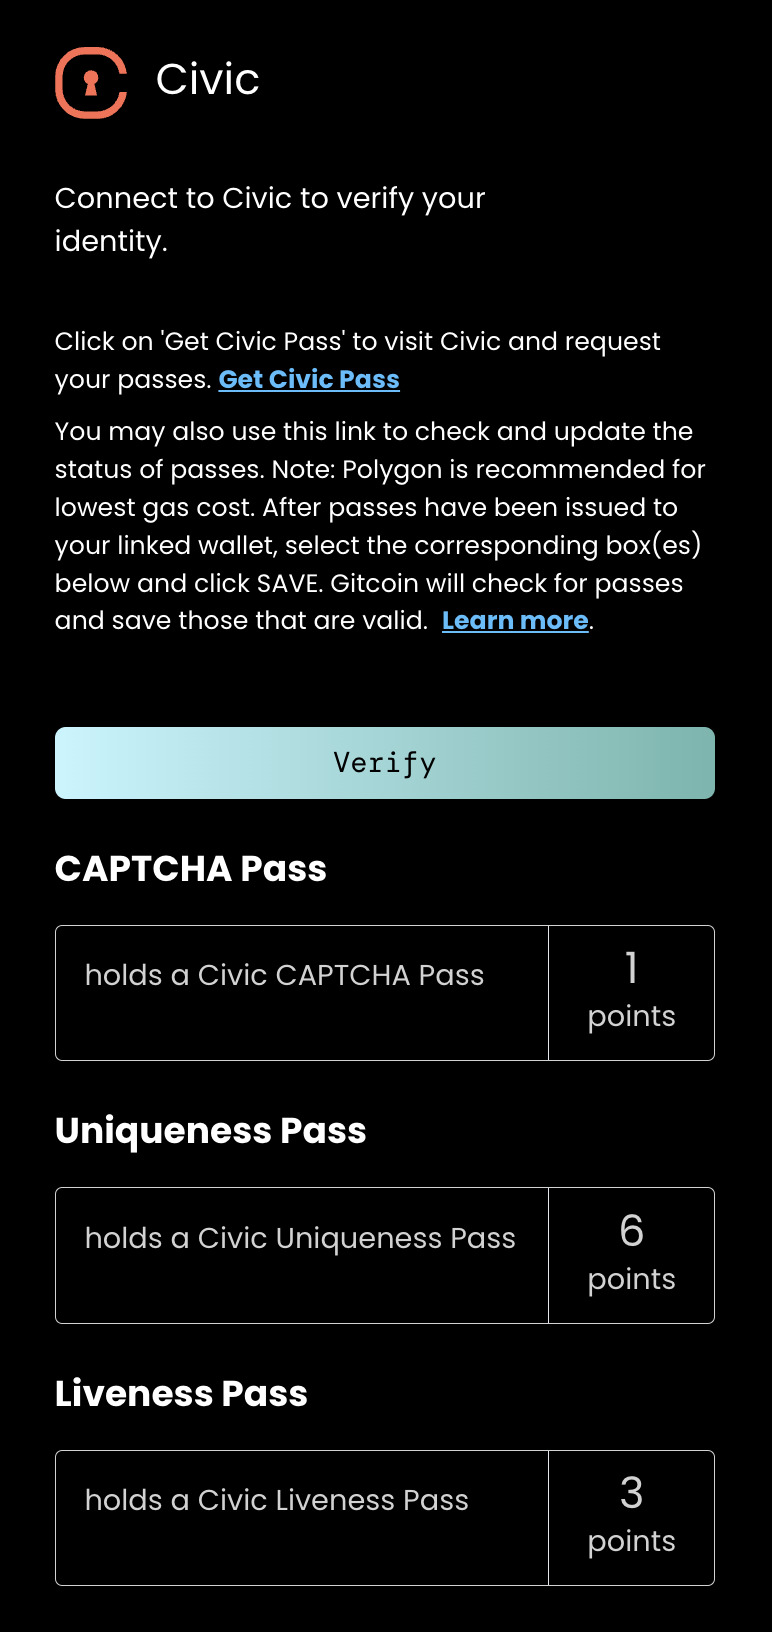 Civic
Connect to Civic to verify your
identity.
Click on 'Get Civic Pass' to visit Civic and request
your passes. Get Civic Pass
You may also use this link to check and update the
status of passes. Note: Polygon is recommended for
lowest gas cost. After passes have been issued to
your linked wallet, select the corresponding box(es)
below and click SAVE. Gitcoin will check for passes
and save those that are valid. Learn more.
Verify
CAPTCHA Pass
holds a Civic CAPTCHA Pass
1
points
Uniqueness Pass
holds a Civic Uniqueness Pass
6
points
Liveness Pass
holds a Civic Liveness Pass
3
points